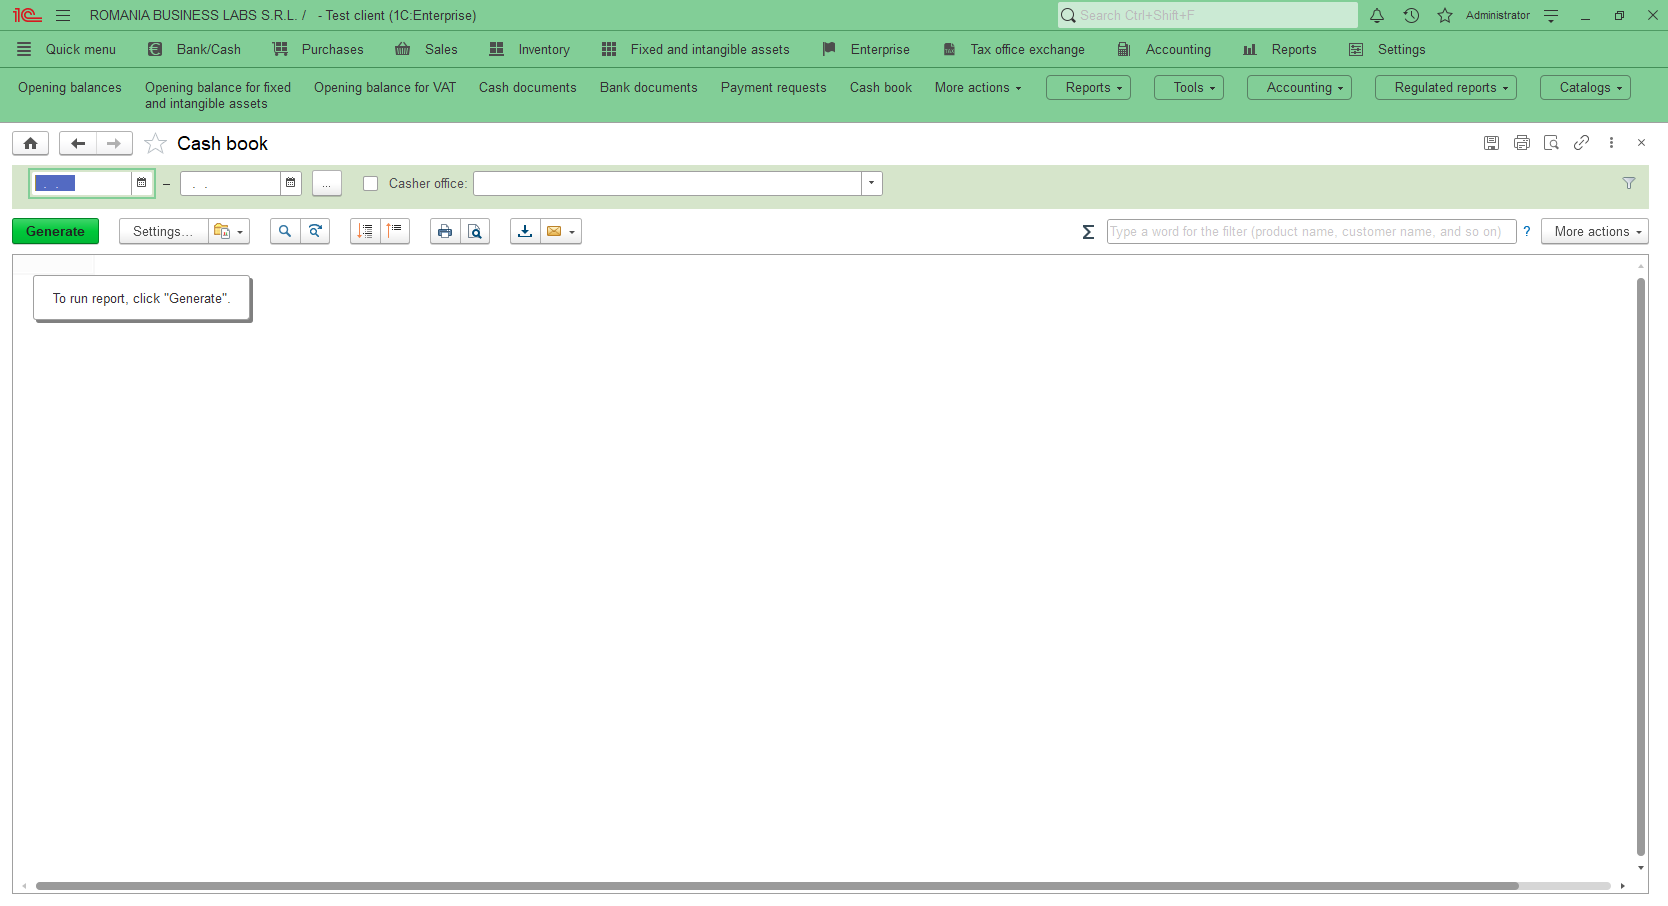 ROMANIA BUSINESS LABS S.R.L. /   - Test client (1C:Enterprise)
Search Ctrl+Shift+F
Administrator
Quick menu
Bank/Cash
Purchases
Sales
Inventory
Fixed and intangible assets
Enterprise
Tax office exchange
Accounting
Reports
Settings
Opening balances
Opening balance for fixed
and intangible assets
Opening balance for VAT
Cash documents
Bank documents
Payment requests
Cash book
More actions
Reports
Tools
Accounting
Regulated reports
Catalogs
Cash book
. .
–
. .
...
Casher office:
Generate
Settings...
Σ
Type a word for the filter (product name, customer name, and so on)
?
More actions
To run report, click "Generate".